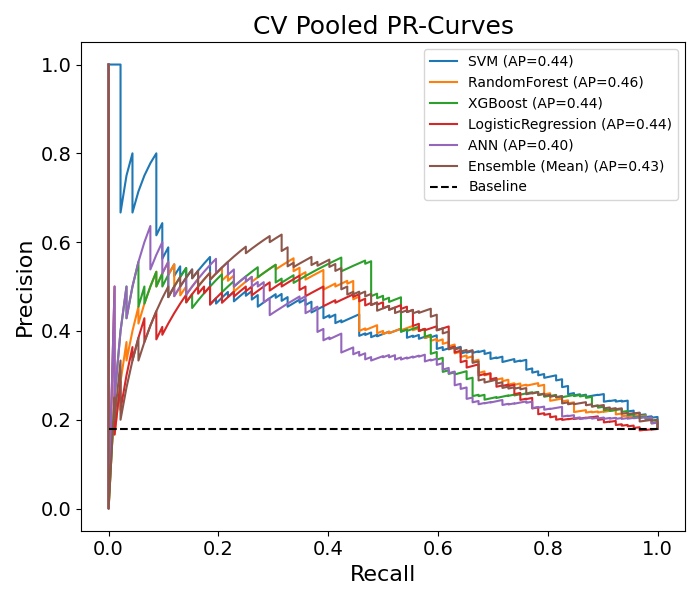 CV Pooled PR-Curves
SVM (AP=0.44)
RandomForest (AP=0.46)
XGBoost (AP=0.44)
LogisticRegression (AP=0.44)
ANN (AP=0.40)
Ensemble (Mean) (AP=0.43)
Baseline
Precision
1.0
0.8
0.6
0.4
0.2
0.0
0.0 0.2 0.4 0.6 0.8 1.0
Recall